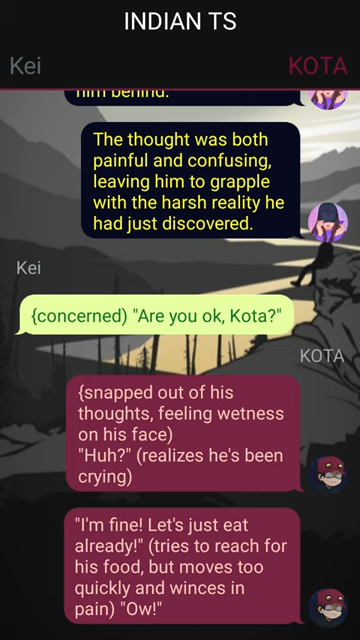 INDIAN TS
Kei
KOTA
him behind.
The thought was both
painful and confusing,
leaving him to grapple
with the harsh reality he
had just discovered.
Kei
{concerned) "Are you ok, Kota?"
KOTA
{snapped out of his
thoughts, feeling wetness
on his face)
"Huh?" (realizes he's been
crying)
"I'm fine! Let's just eat
already!" (tries to reach for
his food, but moves too
quickly and winces in
pain) "Ow!"